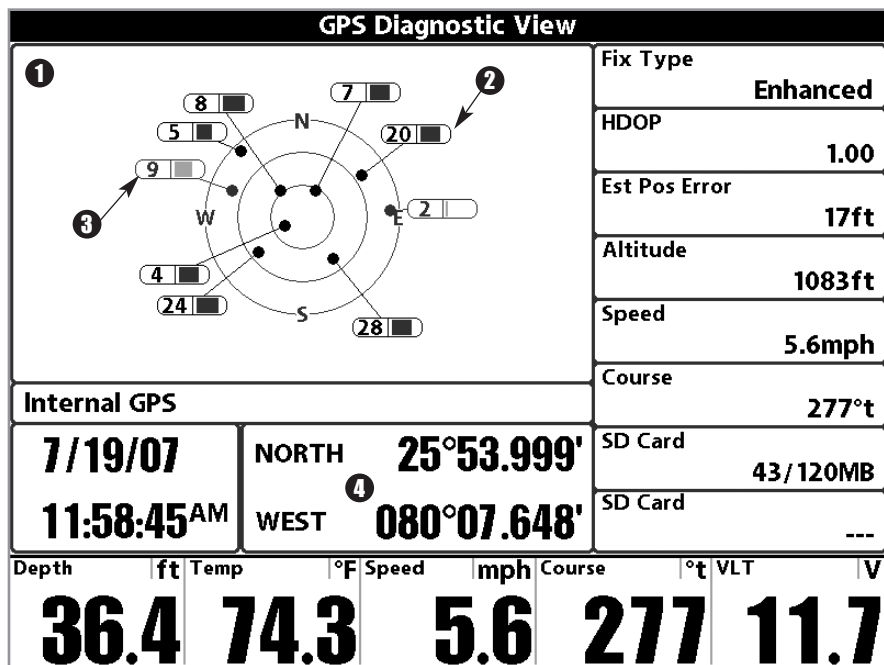 GPS Diagnostic View
1
2
3
8
7
5
20
9
2
4
24
28
N
W
E
S
Fix Type
Enhanced
HDOP
1.00
Est Pos Error
17ft
Altitude
1083ft
Speed
5.6mph
Course
277°t
SD Card
43/120MB
SD Card
---
Internal GPS
7/19/07
11:58:45AM
NORTH 25°53.999'
4
WEST 080°07.648'
Depth ft
36.4
Temp °F
74.3
Speed mph
5.6
Course °t
277
VLT V
11.7